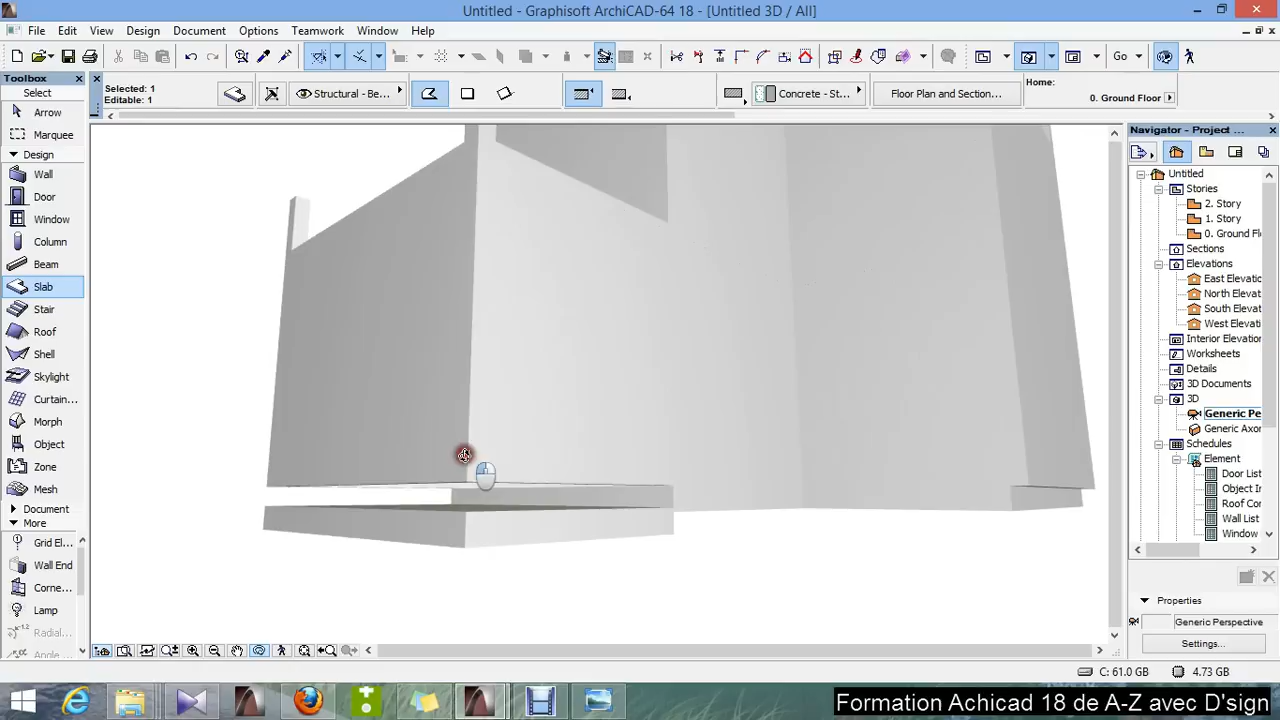 Untitled - Graphisoft ArchiCAD-64 18 - [Untitled 3D / All]
File Edit View Design Document Options Teamwork Window Help
Go
Toolbox
Select
Arrow
Marquee
Design
Wall
Door
Window
Column
Beam
Slab
Stair
Roof
Shell
Skylight
Curtain...
Morph
Object
Zone
Mesh
Document
More
Grid El...
Wall End
Corne...
Lamp
Radial...
Angle
Selected: 1
Editable: 1
Structural - Be...
Concrete - St...
Floor Plan and Section...
Home:
0. Ground Floor
Navigator - Project ...
Untitled
Stories
2. Story
1. Story
0. Ground Fl
Sections
Elevations
East Elevat
North Elevat
South Elevat
West Elevati
Interior Elevation
Worksheets
Details
3D Documents
3D
Generic Pe
Generic Axon
Schedules
Element
Door List
Object In
Roof Cor
Wall List
Window
Properties
Generic Perspective
Settings...
C: 61.0 GB
4.73 GB
Formation Achicad 18 de A-Z avec D'sign